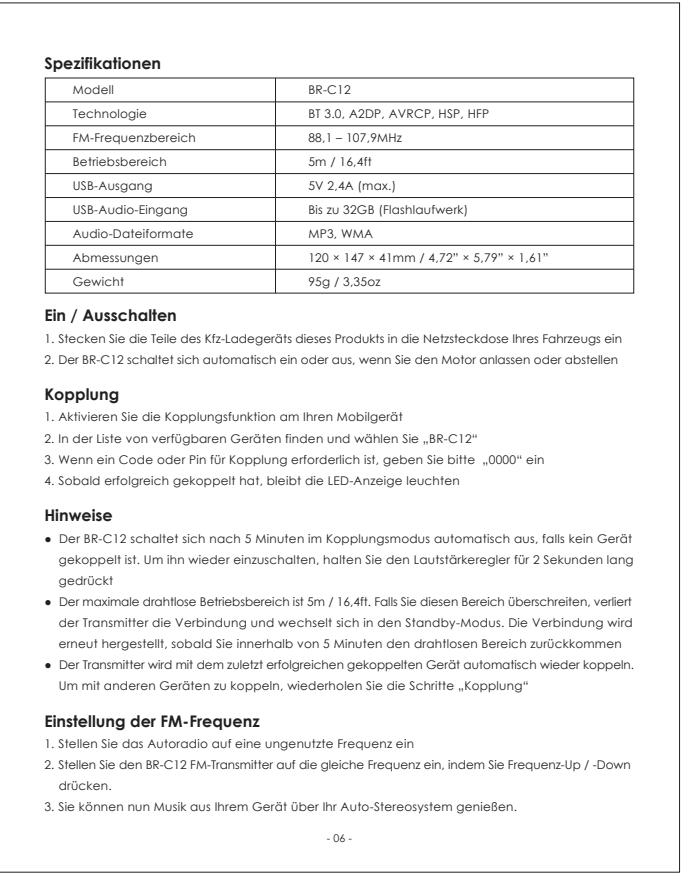 Spezifikationen
Modell BR-C12
Technologie BT 3.0, A2DP, AVRCP, HSP, HFP
FM-Frequenzbereich 88,1 – 107,9MHz
Betriebsbereich 5m / 16,4ft
USB-Ausgang 5V 2,4A (max.)
USB-Audio-Eingang Bis zu 32GB (Flashlaufwerk)
Audio-Dateiformate MP3, WMA
Abmessungen 120 × 147 × 41mm / 4,72” × 5,79” × 1,61”
Gewicht 95g / 3,35oz
Ein / Ausschalten
1. Stecken Sie die Teile des Kfz-Ladegeräts dieses Produkts in die Netzsteckdose Ihres Fahrzeugs ein
2. Der BR-C12 schaltet sich automatisch ein oder aus, wenn Sie den Motor anlassen oder abstellen
Kopplung
1. Aktivieren Sie die Kopplungsfunktion am Ihren Mobilgerät
2. In der Liste von verfügbaren Geräten finden und wählen Sie „BR-C12“
3. Wenn ein Code oder Pin für Kopplung erforderlich ist, geben Sie bitte „0000“ ein
4. Sobald erfolgreich gekoppelt hat, bleibt die LED-Anzeige leuchten
Hinweise
● Der BR-C12 schaltet sich nach 5 Minuten im Kopplungsmodus automatisch aus, falls kein Gerät
gekoppelt ist. Um ihn wieder einzuschalten, halten Sie den Lautstärkeregler für 2 Sekunden lang
gedrückt
● Der maximale drahtlose Betriebsbereich ist 5m / 16,4ft. Falls Sie diesen Bereich überschreiten, verliert
der Transmitter die Verbindung und wechselt sich in den Standby-Modus. Die Verbindung wird
erneut hergestellt, sobald Sie innerhalb von 5 Minuten den drahtlosen Bereich zurückkommen
● Der Transmitter wird mit dem zuletzt erfolgreichen gekoppelten Gerät automatisch wieder koppeln.
Um mit anderen Geräten zu koppeln, wiederholen Sie die Schritte „Kopplung“
Einstellung der FM-Frequenz
1. Stellen Sie das Autoradio auf eine ungenutzte Frequenz ein
2. Stellen Sie den BR-C12 FM-Transmitter auf die gleiche Frequenz ein, indem Sie Frequenz-Up / -Down
drücken.
3. Sie können nun Musik aus Ihrem Gerät über Ihr Auto-Stereosystem genießen.
- 06 -